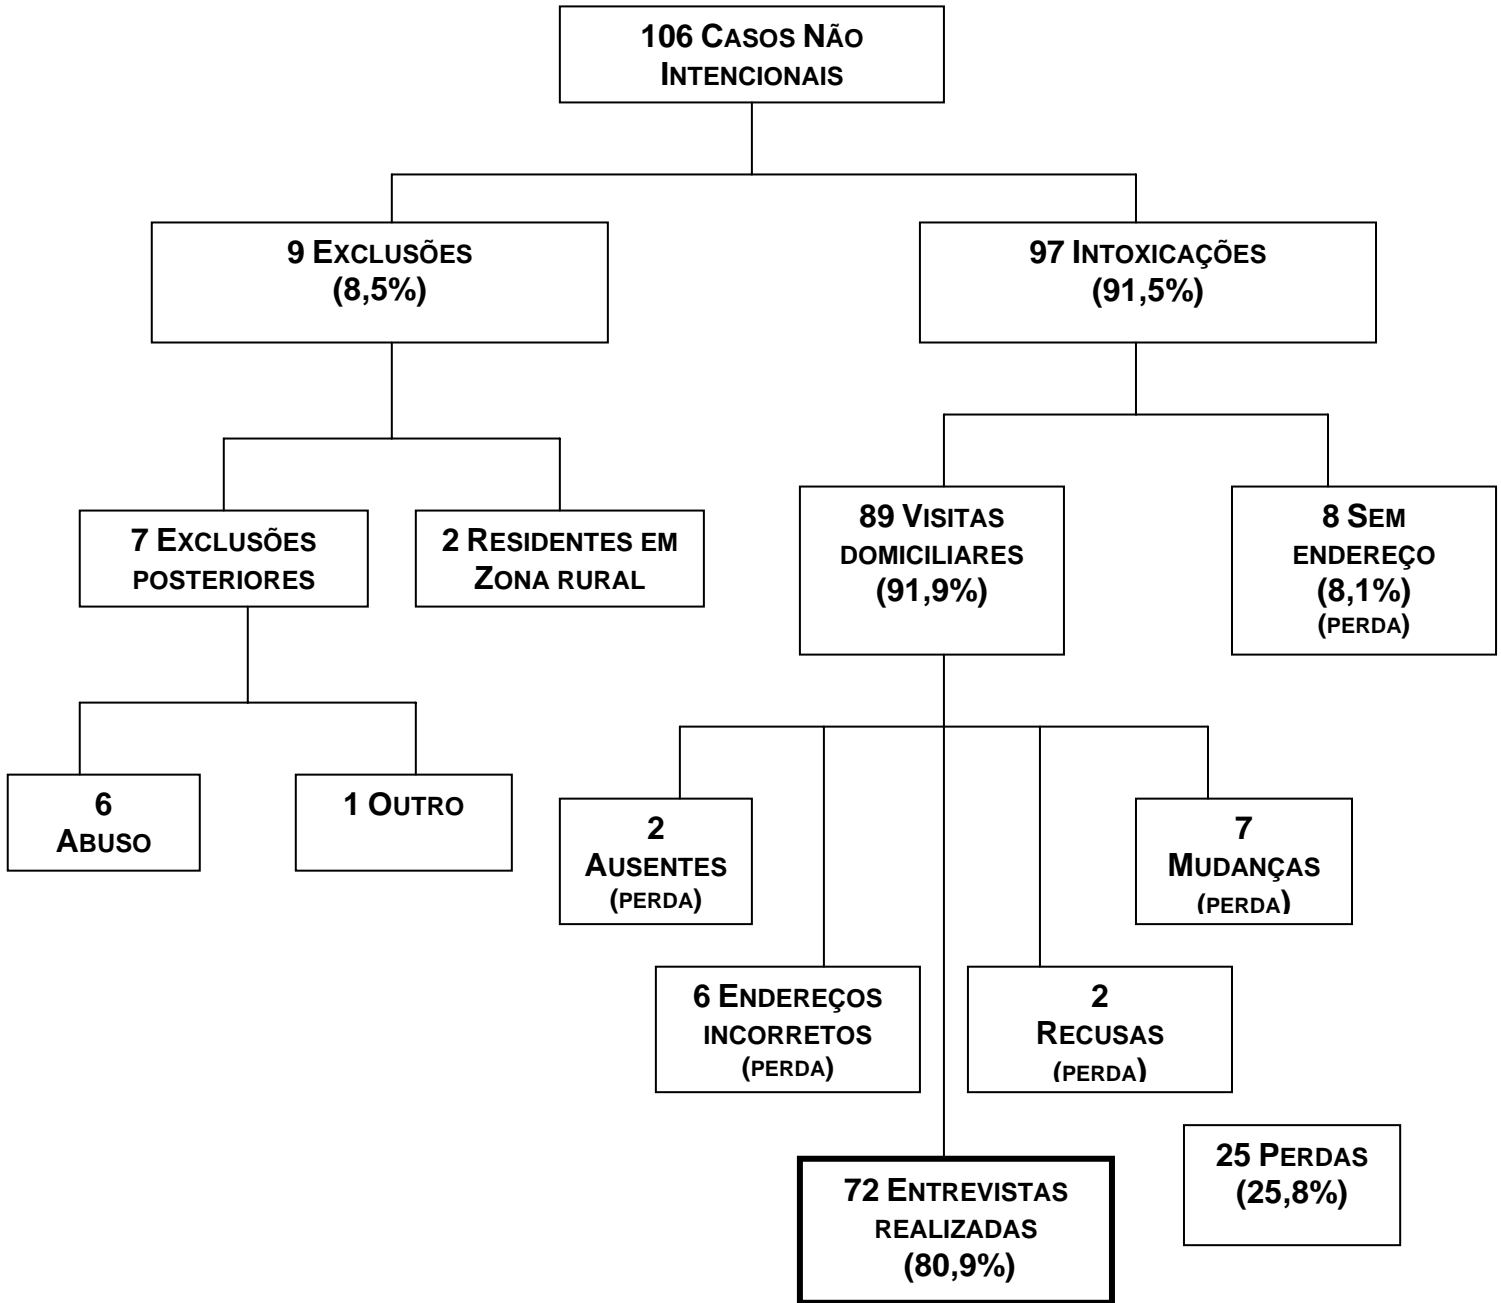 106 CASOS NÃO
INTENCIONAIS
9 EXCLUSÕES
(8,5%)
97 INTOXICAÇÕES
(91,5%)
7 EXCLUSÕES
POSTERIORES
2 RESIDENTES EM
ZONA RURAL
89 VISITAS
DOMICILIARES
(91,9%)
8 SEM
ENDEREÇO
(8,1%)
(PERDA)
6
ABUSO
1 OUTRO
2
AUSENTES
(PERDA)
7
MUDANÇAS
(PERDA)
6 ENDEREÇOS
INCORRETOS
(PERDA)
2
RECUSAS
(PERDA)
72 ENTREVISTAS
REALIZADAS
(80,9%)
25 PERDAS
(25,8%)